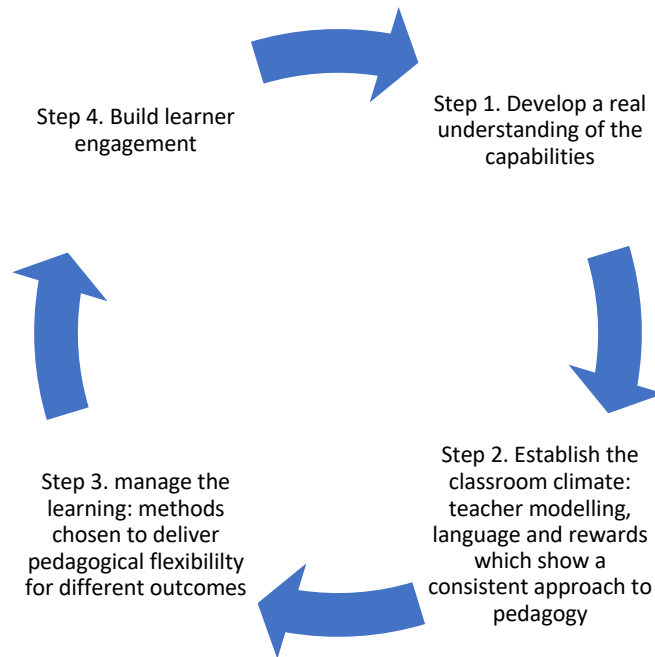 Step 1. Develop a real
understanding of the
capabilities
Step 2. Establish the
classroom climate:
teacher modelling,
language and rewards
which show a
consistent approach to
pedagogy
Step 3. manage the
learning: methods
chosen to deliver
pedagogical flexibililty
for different outcomes
Step 4. Build learner
engagement